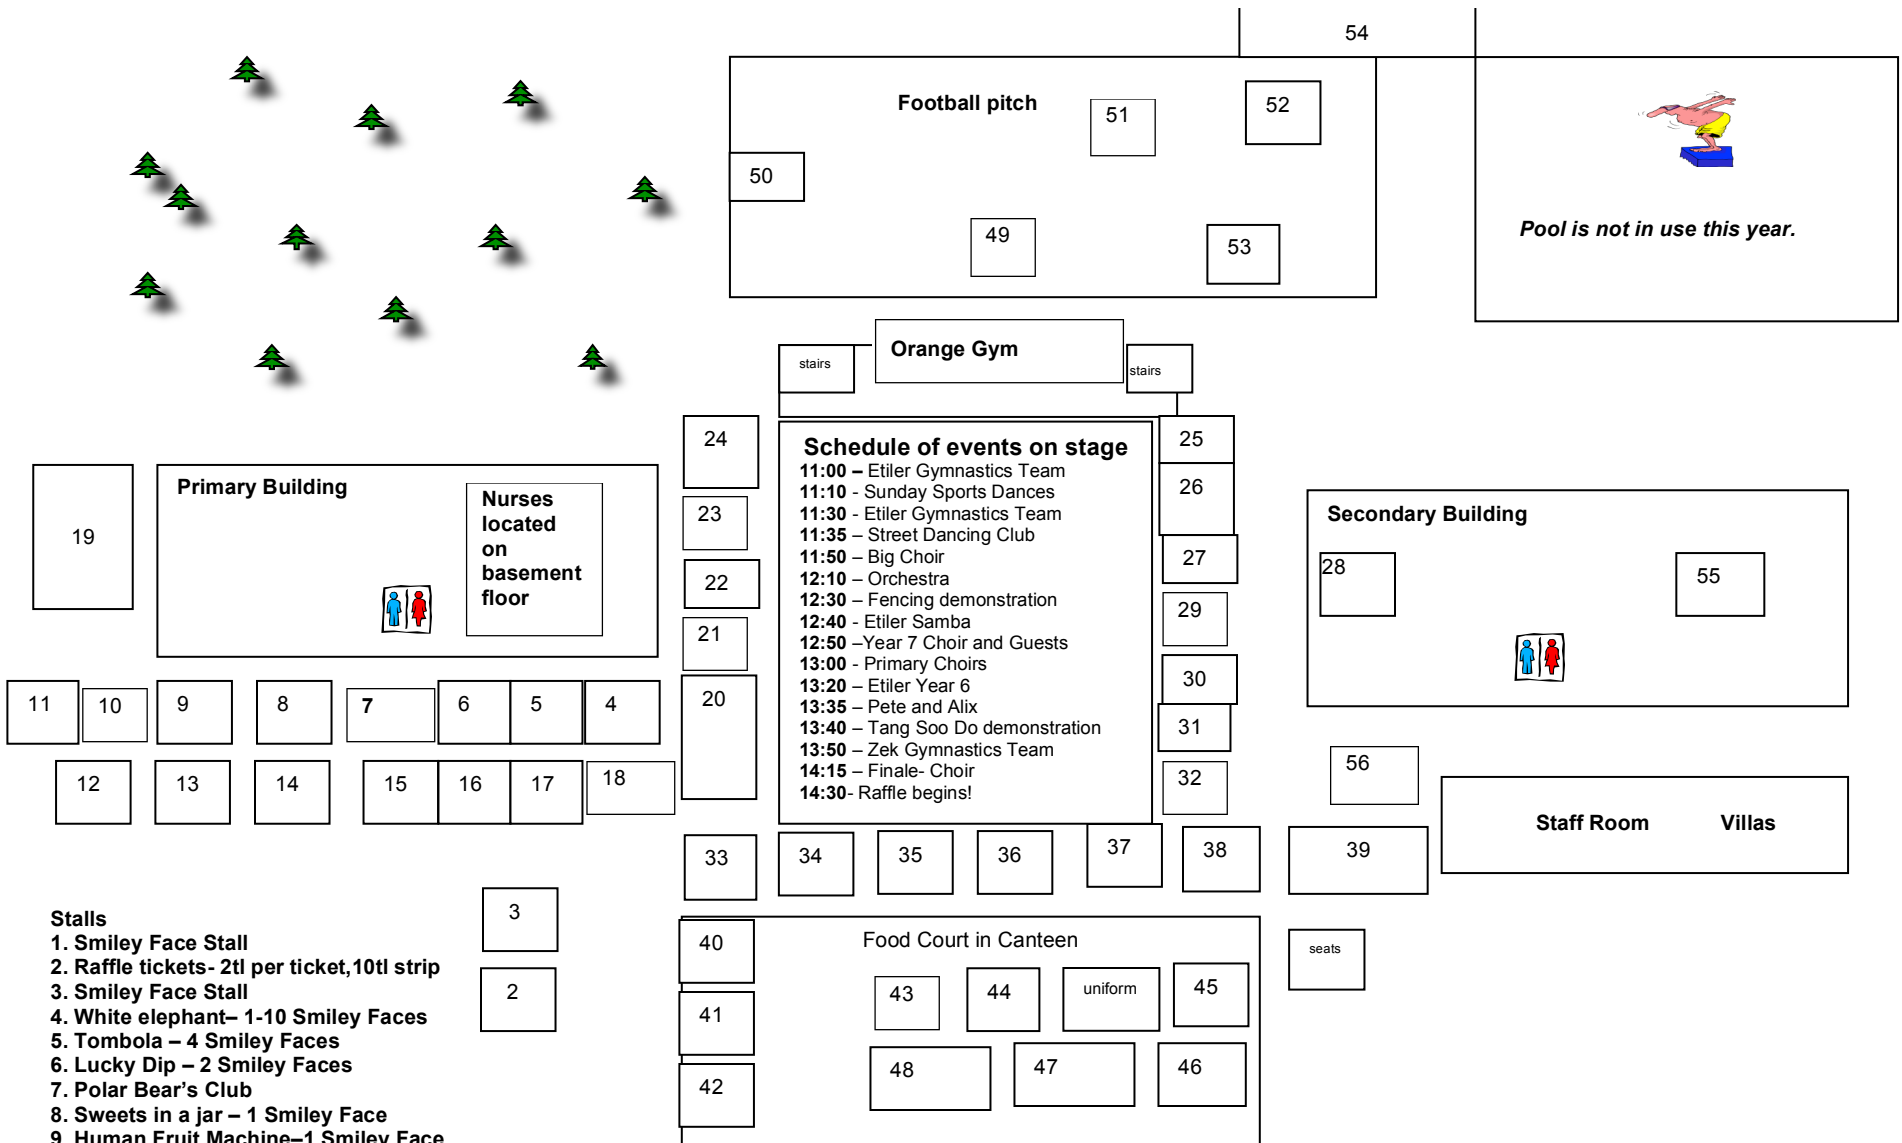 54
Football pitch
51
52
50
49
53
Pool is not in use this year.
stairs
Orange Gym
stairs
24
23
22
21
20
Schedule of events on stage
11:00 – Etiler Gymnastics Team
11:10 - Sunday Sports Dances
11:30 - Etiler Gymnastics Team
11:35 – Street Dancing Club
11:50 – Big Choir
12:10 – Orchestra
12:30 – Fencing demonstration
12:40 - Etiler Samba
12:50 –Year 7 Choir and Guests
13:00 - Primary Choirs
13:20 – Etiler Year 6
13:35 – Pete and Alix
13:40 – Tang Soo Do demonstration
13:50 – Zek Gymnastics Team
14:15 – Finale- Choir
14:30- Raffle begins!
25
26
27
29
30
31
32
19
Primary Building
Nurses
located
on
basement
floor
Secondary Building
28
55
11
10
9
8
7
6
5
4
12
13
14
15
16
17
18
56
Staff Room Villas
33
34
35
36
37
38
39
3
2
Stalls
1. Smiley Face Stall
2. Raffle tickets- 2tl per ticket,10tl strip
3. Smiley Face Stall
4. White elephant– 1-10 Smiley Faces
5. Tombola – 4 Smiley Faces
6. Lucky Dip – 2 Smiley Faces
7. Polar Bear’s Club
8. Sweets in a jar – 1 Smiley Face
9. Human Fruit Machine–1 Smiley Face
40
41
42
Food Court in Canteen
43
44
uniform
45
48
47
46
seats